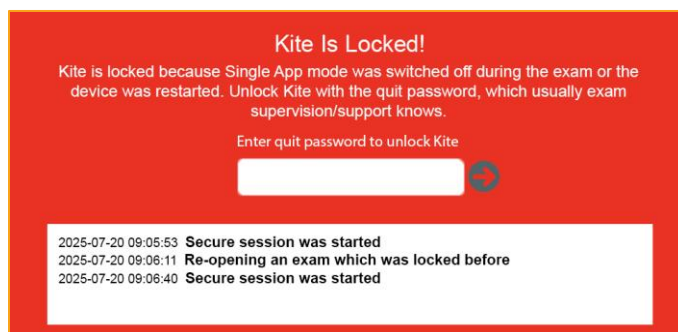 Kite Is Locked!
Kite is locked because Single App mode was switched off during the exam or the
device was restarted. Unlock Kite with the quit password, which usually exam
supervision/support knows.
Enter quit password to unlock Kite
2025-07-20 09:05:53 Secure session was started
2025-07-20 09:06:11 Re-opening an exam which was locked before
2025-07-20 09:06:40 Secure session was started